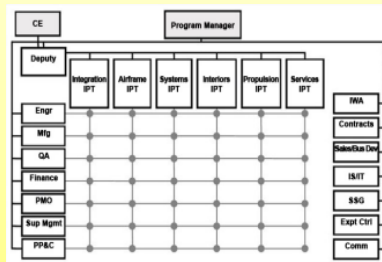 CE
Program Manager
Deputy
Integration
IPT
Airframe
IPT
Systems
IPT
Interiors
IPT
Propulsion
IPT
Services
IPT
Engr
Mfg
QA
Finance
PMO
Sup Mgmt
PP&C
IWA
Contracts
Sales/Bus Dev
IS/IT
SSG
Expt Ctrl
Comm